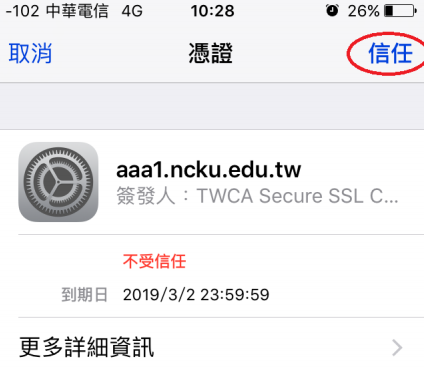 -102 中華電信 4G 10:28 26%
取消 憑證 信任
aaa1.ncku.edu.tw
簽發人：TWCA Secure SSL C...
不受信任
到期日 2019/3/2 23:59:59
更多詳細資訊